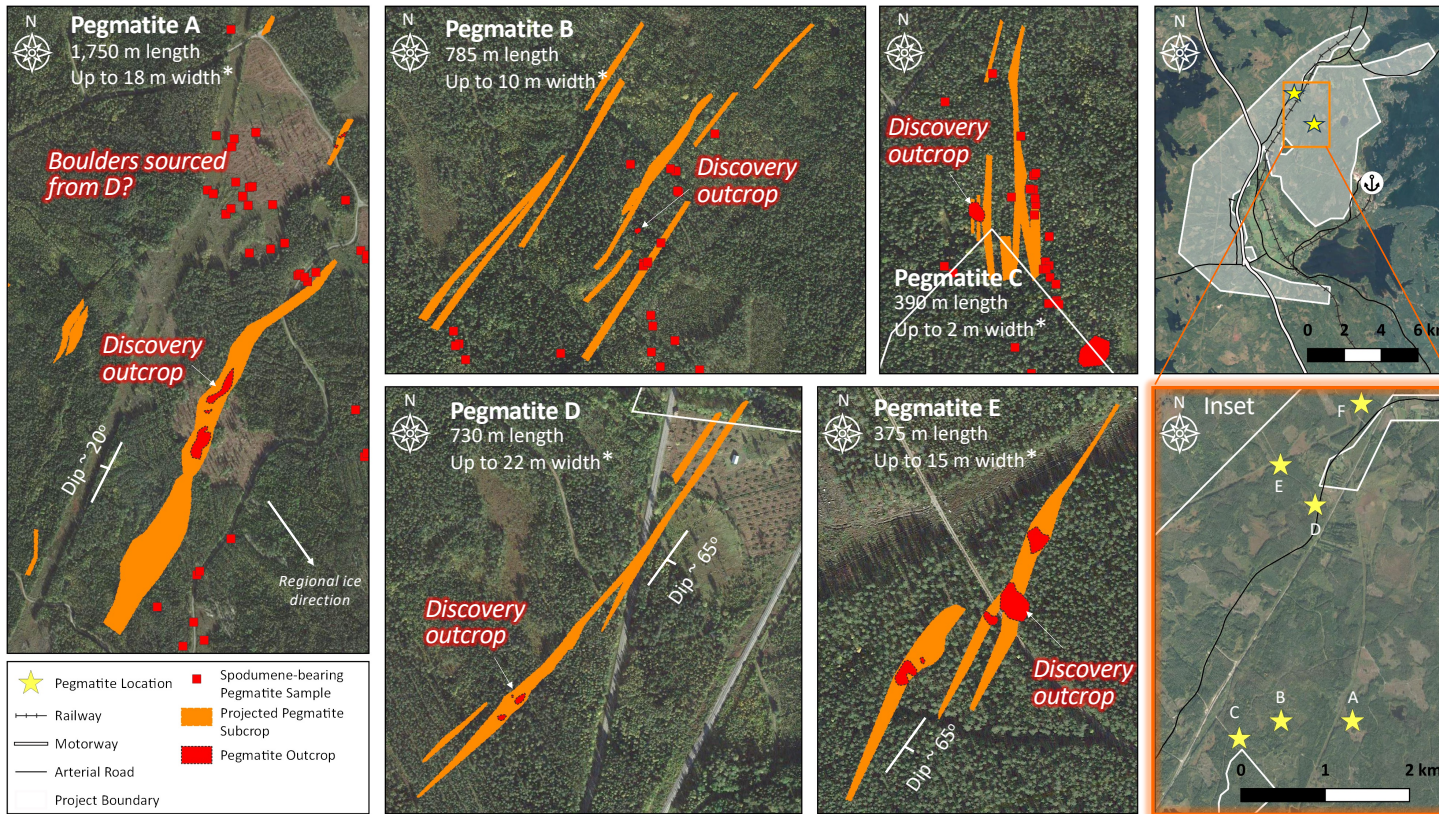 N
Pegmatite A
1,750 m length
Up to 18 m width*
Boulders sourced
from D?
Discovery
outcrop
Dip ~ 20°
Regional ice
direction
N
Pegmatite B
785 m length
Up to 10 m width*
Discovery
outcrop
N
Discovery
outcrop
Pegmatite C
390 m length
Up to 2 m width*
N
0 2 4 6 km
N
Pegmatite D
730 m length
Up to 22 m width*
Dip ~ 65°
Discovery
outcrop
N
Pegmatite E
375 m length
Up to 15 m width*
Discovery
outcrop
Dip ~ 65°
N
Inset
F
E
D
C
B
A
0 1 2 km
Pegmatite Location
Railway
Motorway
Arterial Road
Project Boundary
Spodumene-bearing
Pegmatite Sample
Projected Pegmatite
Subcrop
Pegmatite Outcrop